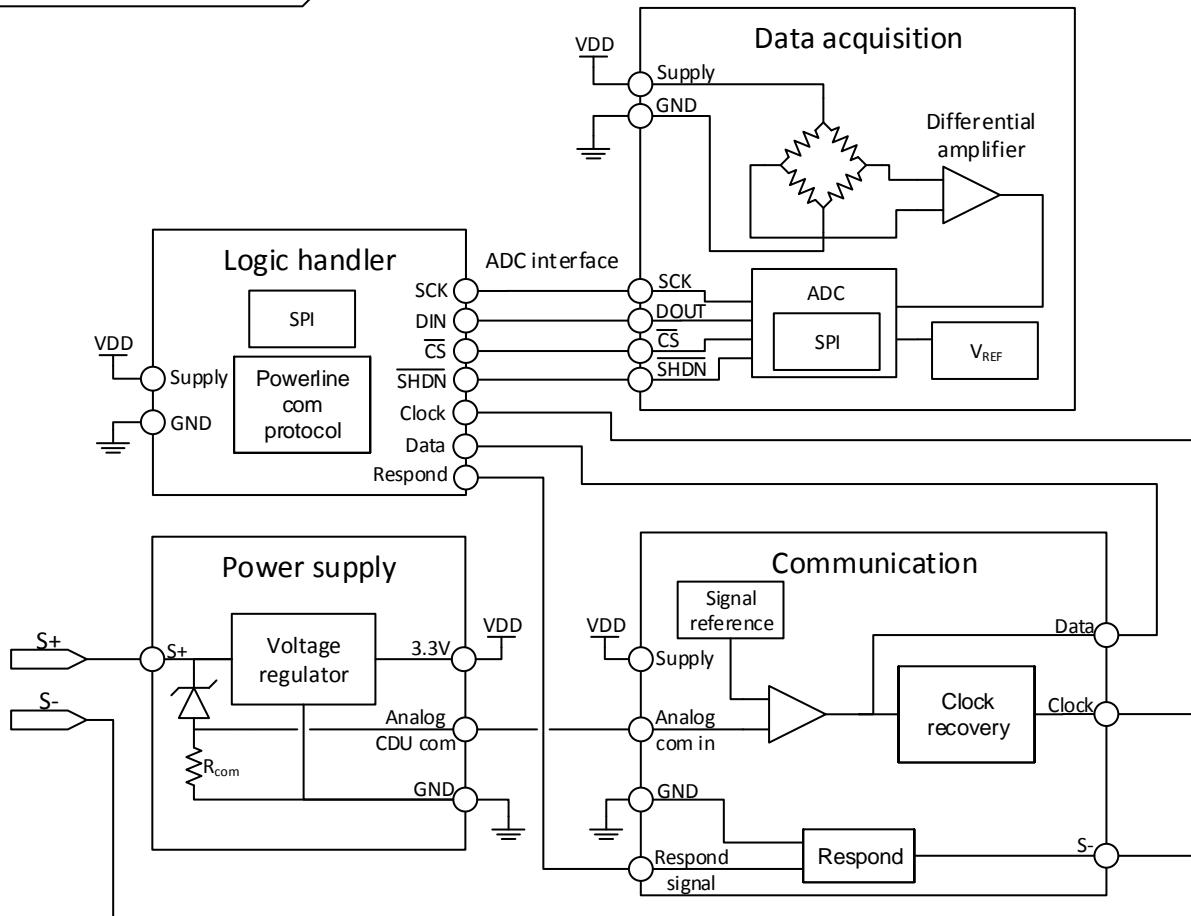 Data acquisition
VDD
Supply
GND
Differential
amplifier
Logic handler
ADC interface
SCK
SCK
ADC
SPI
DIN
DOUT
SPI
VREF
CS
CS
VDD
Supply
Powerline
com
protocol
SHDN
SHDN
GND
Clock
Data
Respond
Power supply
Communication
Signal
reference
S+
S+
Voltage
regulator
3.3V
VDD
VDD
Supply
Data
S-
Analog
CDU com
Analog
com in
Clock
recovery
Clock
Rcom
GND
GND
Respond
signal
Respond
S-